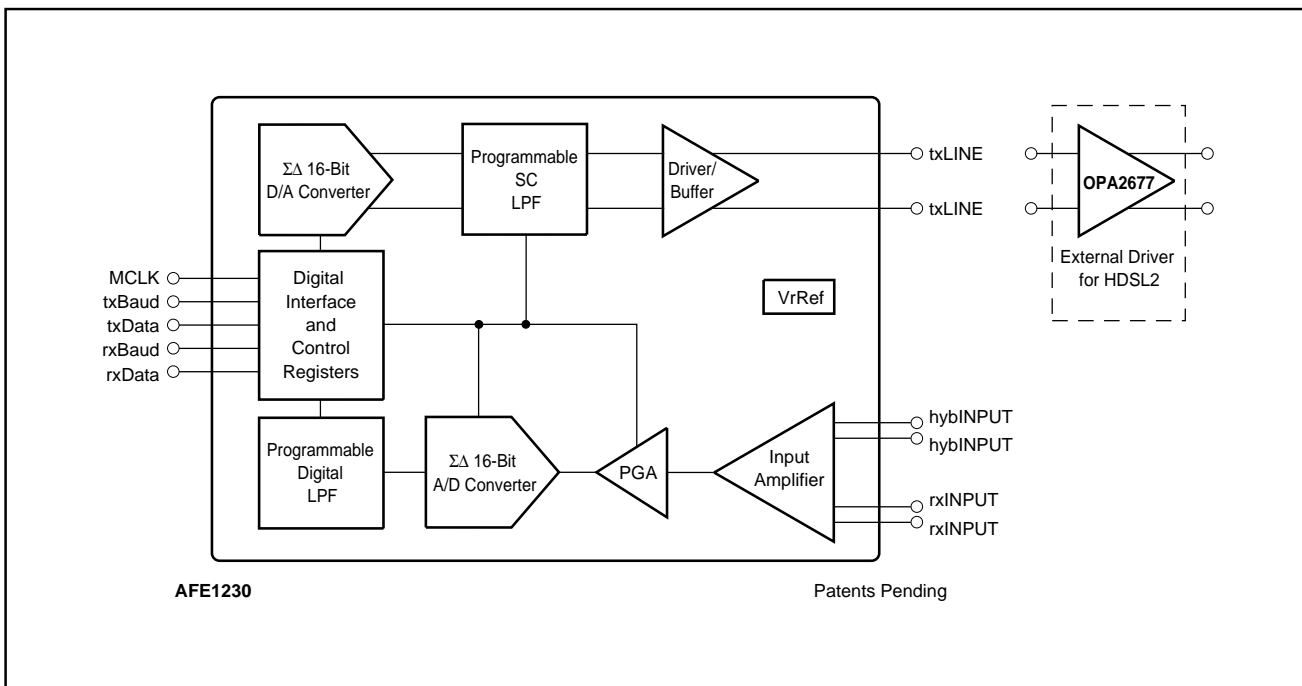 ΣΔ 16-Bit
D/A Converter
Programmable
SC
LPF
Driver/
Buffer
txLINE
txLINE
OPA2677
External Driver
for HDSL2
MCLK
txBaud
txData
rxBaud
rxData
Digital
Interface
and
Control
Registers
VrRef
Programmable
Digital
LPF
ΣΔ 16-Bit
A/D Converter
PGA
Input
Amplifier
hybINPUT
hybINPUT
rxINPUT
rxINPUT
AFE1230
Patents Pending